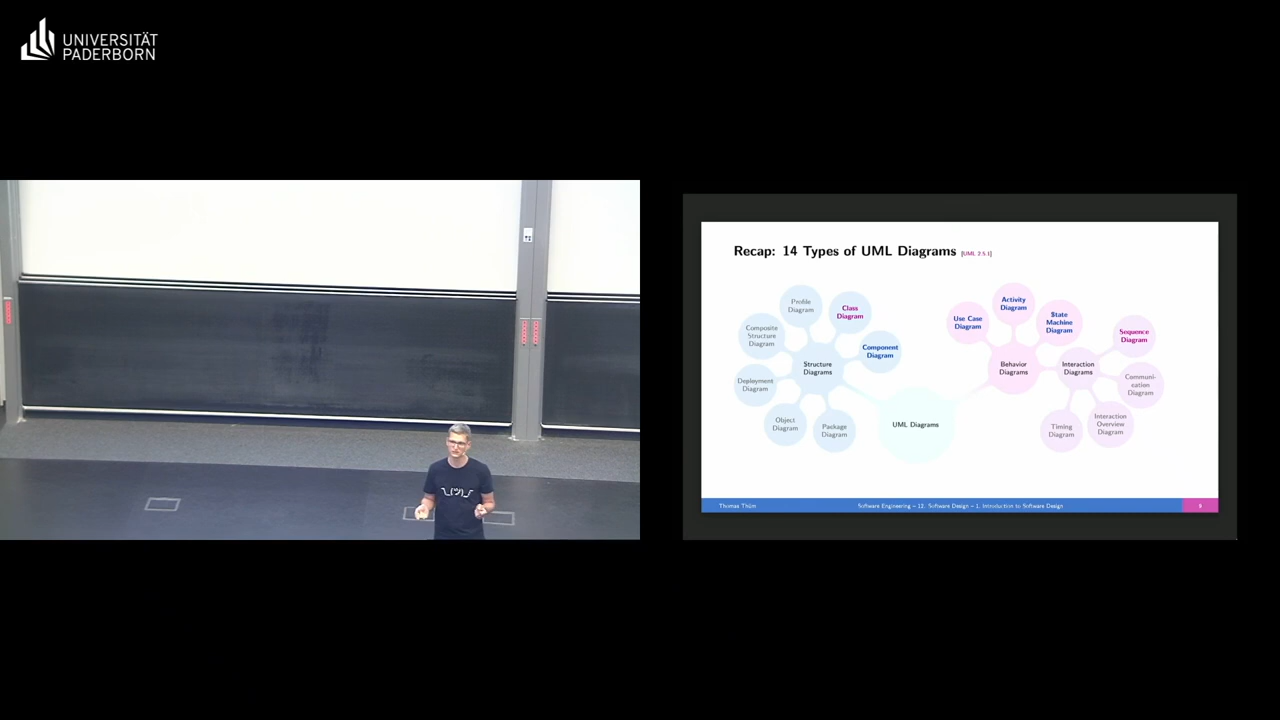 UNIVERSITÄT
PADERBORN
Recap: 14 Types of UML Diagrams [UML 2.5.1]
Profile
Diagram
Class
Diagram
Composite
Structure
Diagram
Component
Diagram
Structure
Diagrams
Deployment
Diagram
Object
Diagram
Package
Diagram
UML Diagrams
Use Case
Diagram
Activity
Diagram
State
Machine
Diagram
Behavior
Diagrams
Interaction
Diagrams
Sequence
Diagram
Communi-
cation
Diagram
Interaction
Overview
Diagram
Timing
Diagram
Thomas Thüm
Software Engineering – 12. Software Design – 1. Introduction to Software Design